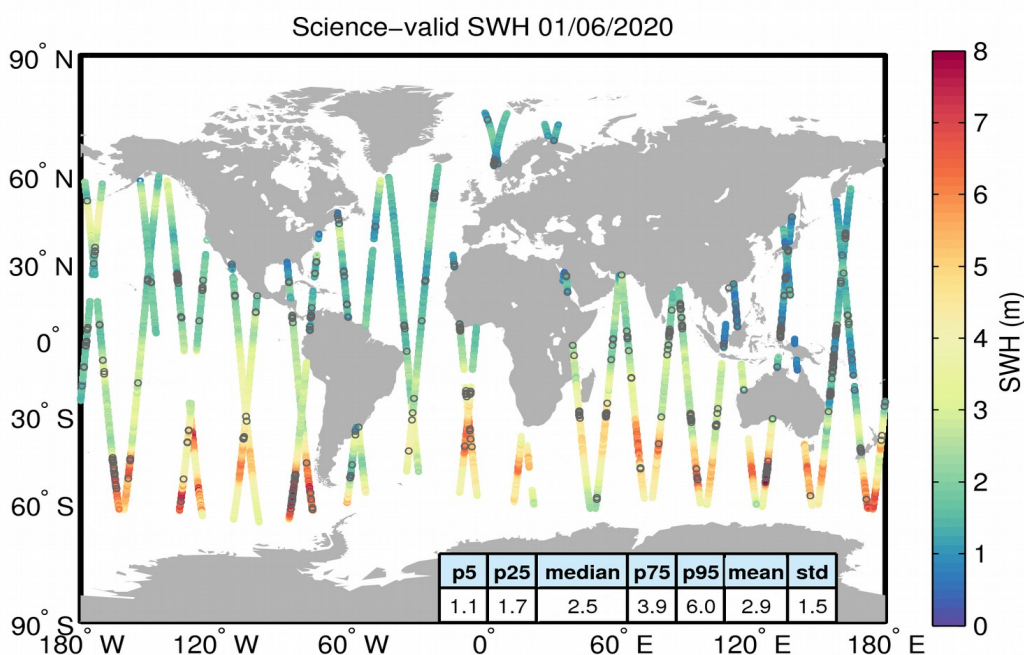 Science−valid SWH 01/06/2020
90° N
60° N
30° N
0°
30° S
60° S
90° S
180° W
120° W
60° W
0°
60° E
120° E
180° E
p5 p25 median p75 p95 mean std
1.1 1.7 2.5 3.9 6.0 2.9 1.5
8
7
6
5
4
3
2
1
0
SWH (m)